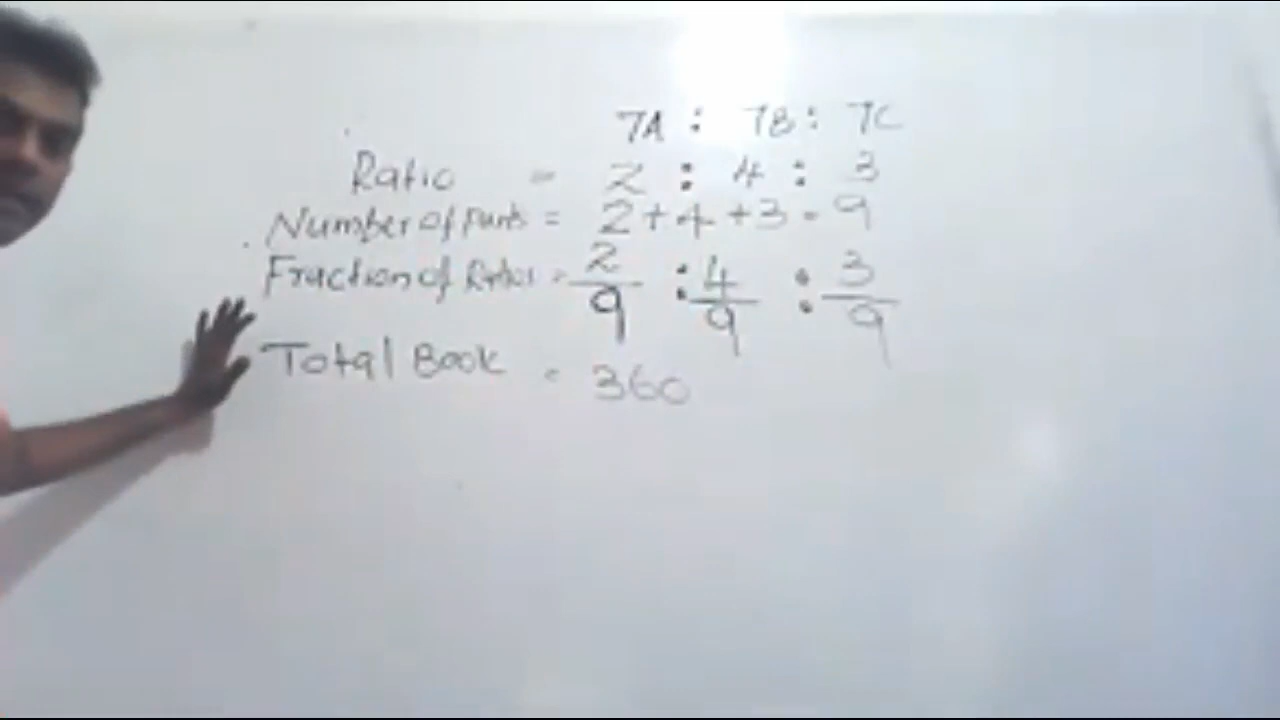 7A : 7B : 7C
Ratio = 2 : 4 : 3
Number of Parts = 2+4+3=9
Fraction of Ratios = 2/9 : 4/9 : 3/9
Total Book = 360